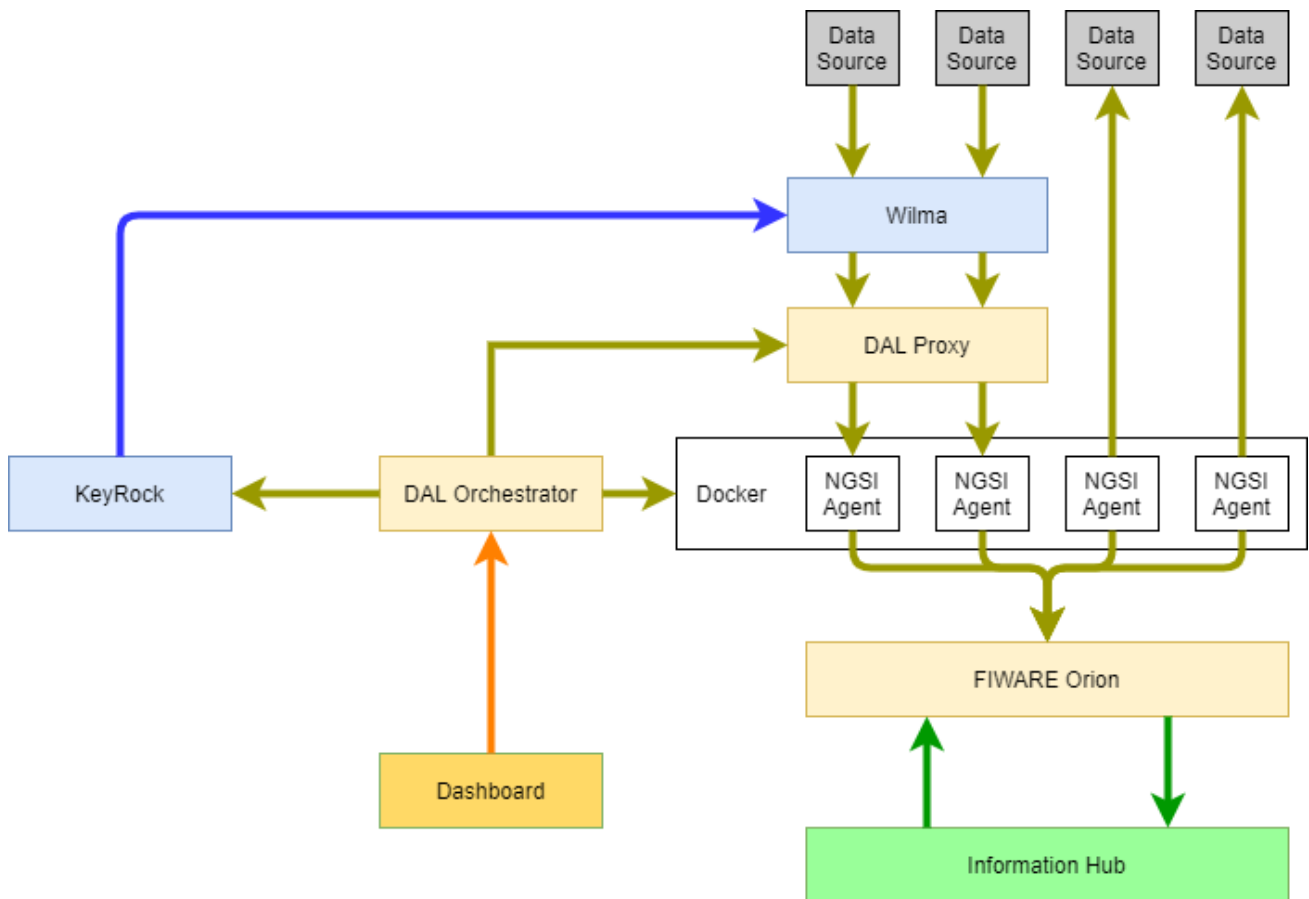 Data
Source
Data
Source
Data
Source
Data
Source
Wilma
DAL Proxy
KeyRock
DAL Orchestrator
Docker
NGSI
Agent
NGSI
Agent
NGSI
Agent
NGSI
Agent
FIWARE Orion
Dashboard
Information Hub